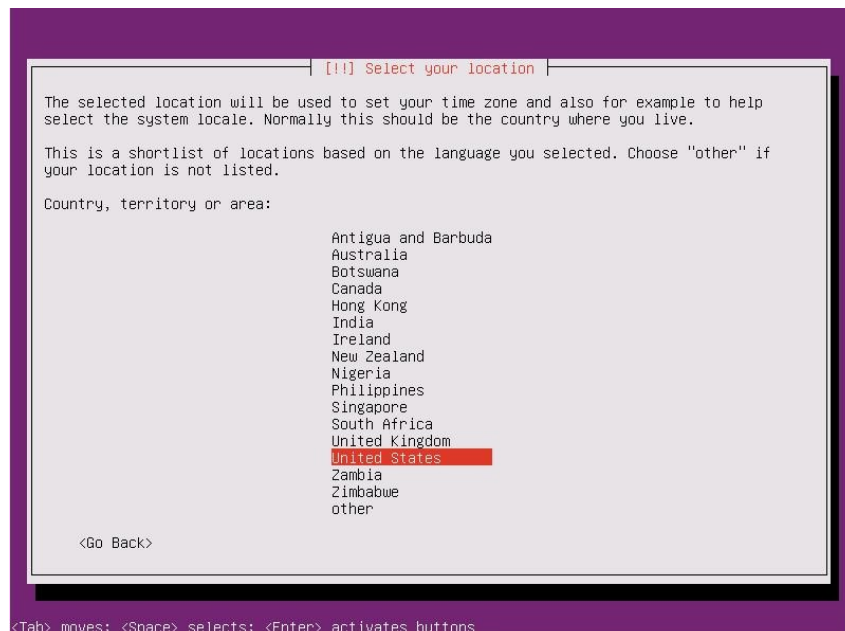 [!!] Select your location
The selected location will be used to set your time zone and also for example to help
select the system locale. Normally this should be the country where you live.
This is a shortlist of locations based on the language you selected. Choose "other" if
your location is not listed.
Country, territory or area:
Antigua and Barbuda
Australia
Botswana
Canada
Hong Kong
India
Ireland
New Zealand
Nigeria
Philippines
Singapore
South Africa
United Kingdom
United States
Zambia
Zimbabwe
other
<Go Back>
<Tab> moves; <Space> selects; <Enter> activates buttons